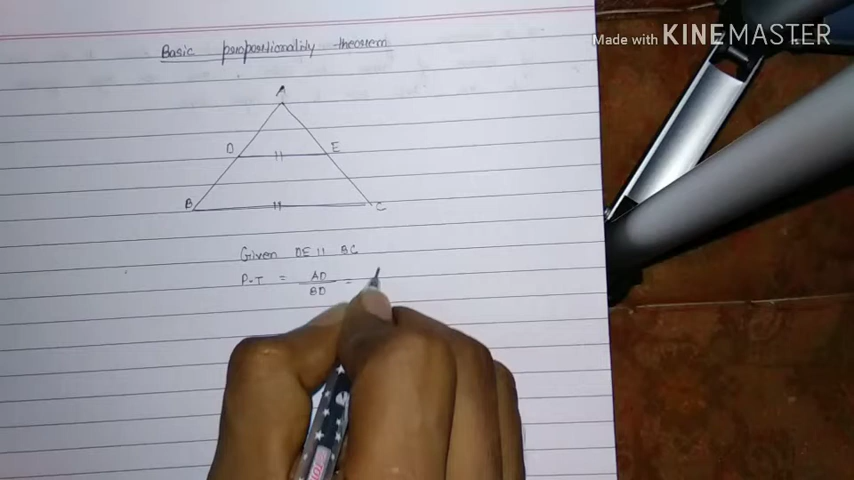 Made with KINEMASTER
Basic proportionality theorem
A
D E
B C
Given DE || BC
P.T = AD
BD =